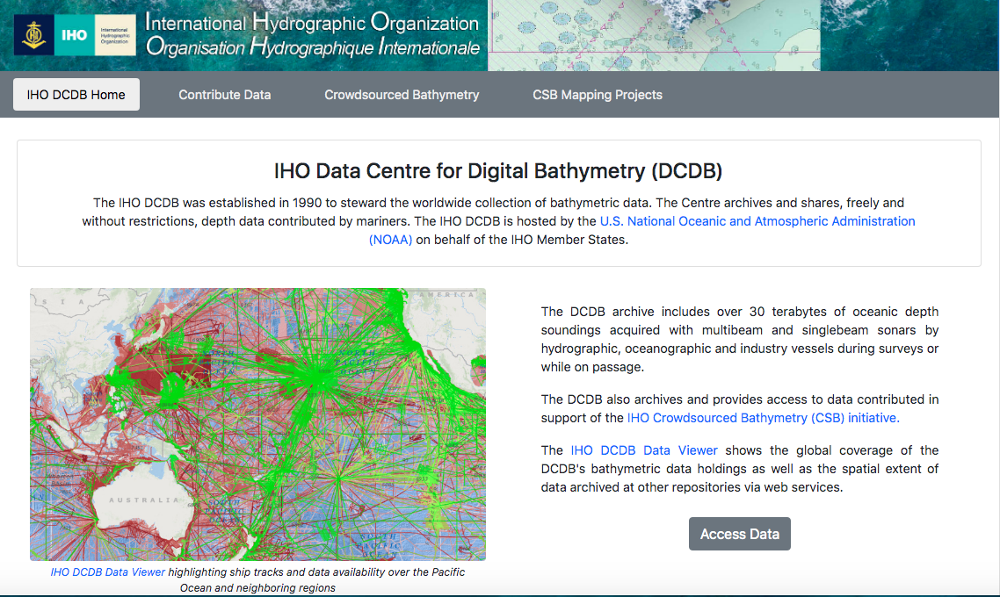 IHO
International
Hydrographic
Organization
International Hydrographic Organization
Organisation Hydrographique Internationale
IHO DCDB Home
Contribute Data
Crowdsourced Bathymetry
CSB Mapping Projects
IHO Data Centre for Digital Bathymetry (DCDB)
The IHO DCDB was established in 1990 to steward the worldwide collection of bathymetric data. The Centre archives and shares, freely and
without restrictions, depth data contributed by mariners. The IHO DCDB is hosted by the U.S. National Oceanic and Atmospheric Administration
(NOAA) on behalf of the IHO Member States.
S I A
AMERICA
NORTH
PACIFIC
OCEAN
NORTH
PACIFIC
OCEAN
AUSTRALIA
SOUTH
PACIFIC
OCEAN
SOUTH
PACIFIC
OCEAN
IHO DCDB Data Viewer highlighting ship tracks and data availability over the Pacific
Ocean and neighboring regions
The DCDB archive includes over 30 terabytes of oceanic depth
soundings acquired with multibeam and singlebeam sonars by
hydrographic, oceanographic and industry vessels during surveys or
while on passage.
The DCDB also archives and provides access to data contributed in
support of the IHO Crowdsourced Bathymetry (CSB) initiative.
The IHO DCDB Data Viewer shows the global coverage of the
DCDB's bathymetric data holdings as well as the spatial extent of
data archived at other repositories via web services.
Access Data